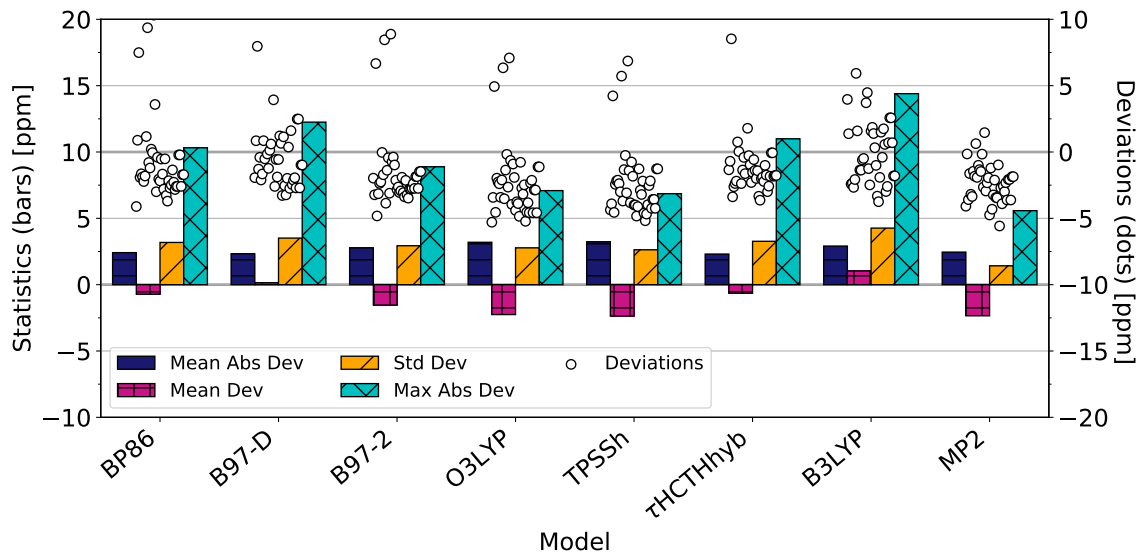 20
15
10
5
0
−5
−10
Statistics (bars) [ppm]
10
5
0
−5
−10
−15
−20
Deviations (dots) [ppm]
Mean Abs Dev
Mean Dev
Std Dev
Max Abs Dev
Deviations
BP86
B97-D
B97-2
O3LYP
TPSSh
τHCTHhyb
B3LYP
MP2
Model